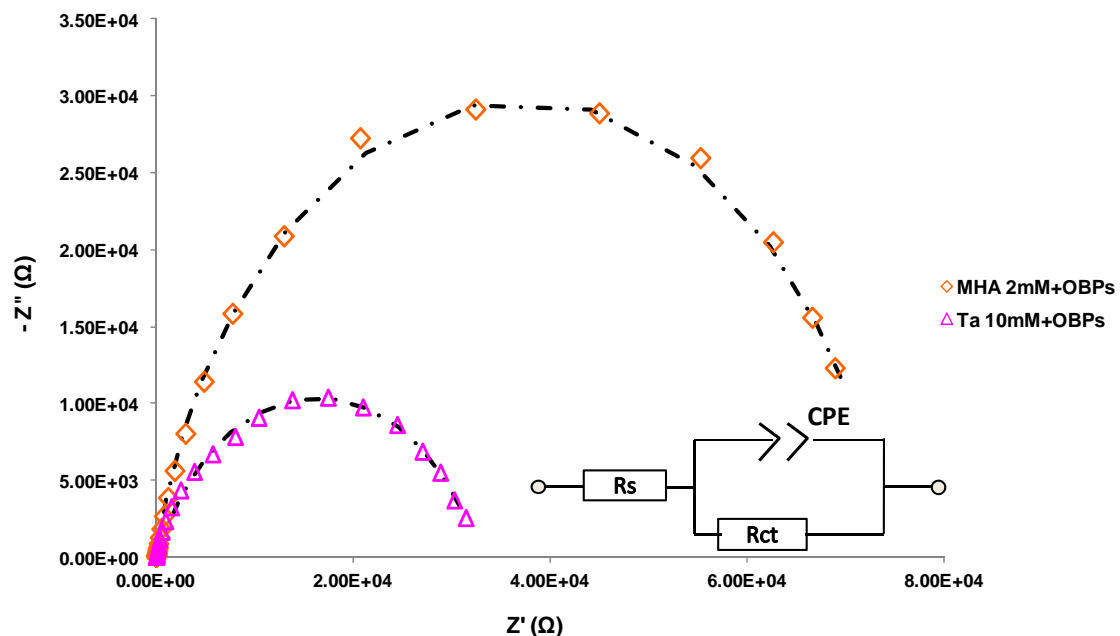 3.50E+04
3.00E+04
2.50E+04
2.00E+04
1.50E+04
1.00E+04
5.00E+03
0.00E+00
- Z" (Ω)
0.00E+00 2.00E+04 4.00E+04 6.00E+04 8.00E+04
Z' (Ω)
MHA 2mM+OBPs
Ta 10mM+OBPs
CPE
Rs
Rct